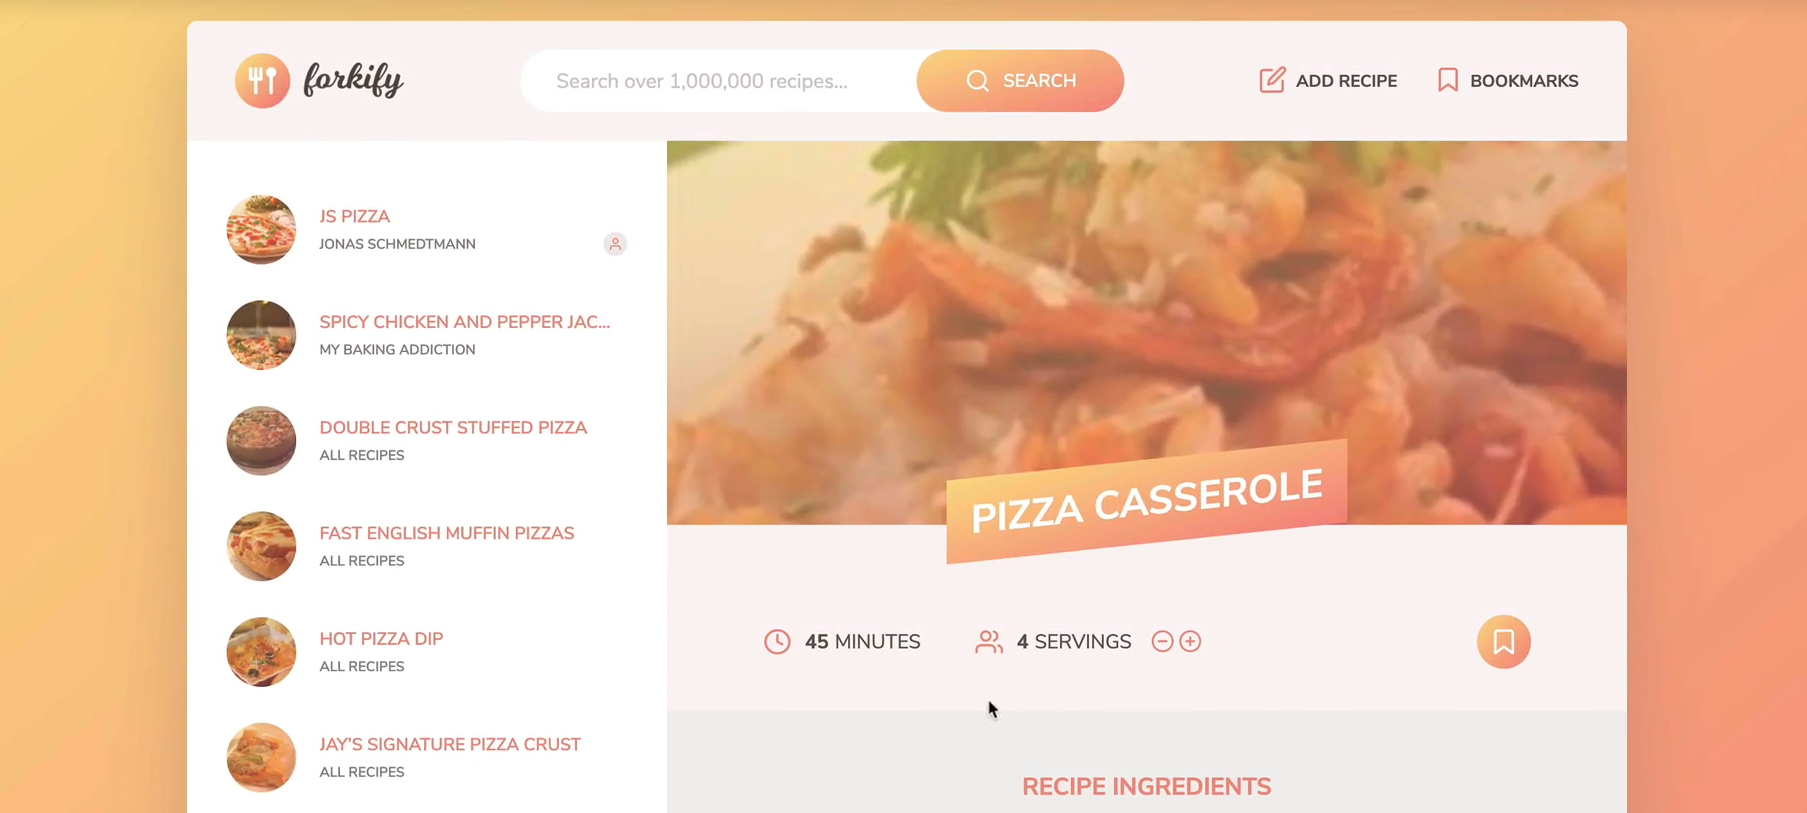 forkify
Search over 1,000,000 recipes...
SEARCH
ADD RECIPE
BOOKMARKS
JS PIZZA
JONAS SCHMEDTMANN
SPICY CHICKEN AND PEPPER JAC...
MY BAKING ADDICTION
DOUBLE CRUST STUFFED PIZZA
ALL RECIPES
FAST ENGLISH MUFFIN PIZZAS
ALL RECIPES
HOT PIZZA DIP
ALL RECIPES
JAY'S SIGNATURE PIZZA CRUST
ALL RECIPES
PIZZA CASSEROLE
45 MINUTES
4 SERVINGS
RECIPE INGREDIENTS